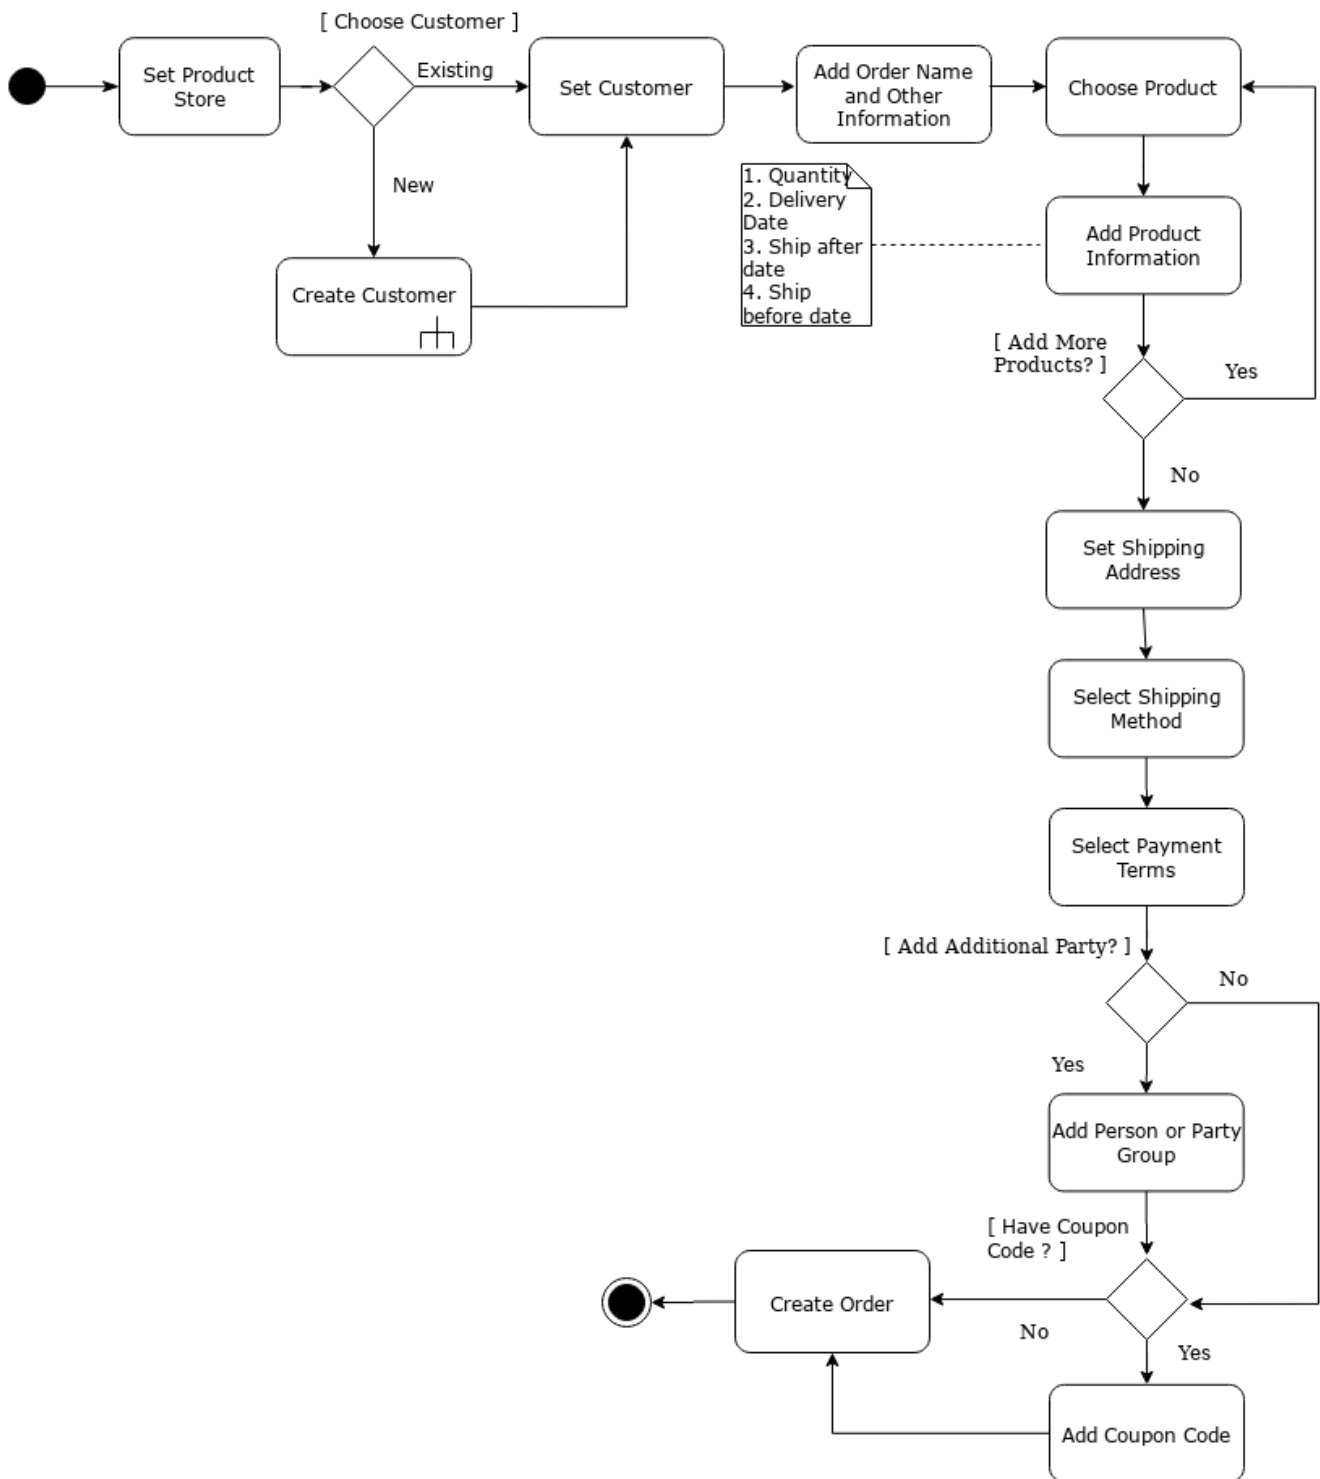 [ Choose Customer ]
Set Product
Store
Existing
Set Customer
Add Order Name
and Other
Information
Choose Product
New
1. Quantity
2. Delivery
Date
3. Ship after
date
4. Ship
before date
Add Product
Information
Create Customer
[ Add More
Products? ]
Yes
No
Set Shipping
Address
Select Shipping
Method
Select Payment
Terms
[ Add Additional Party? ]
No
Yes
Add Person or Party
Group
[ Have Coupon
Code ? ]
Create Order
No
Yes
Add Coupon Code